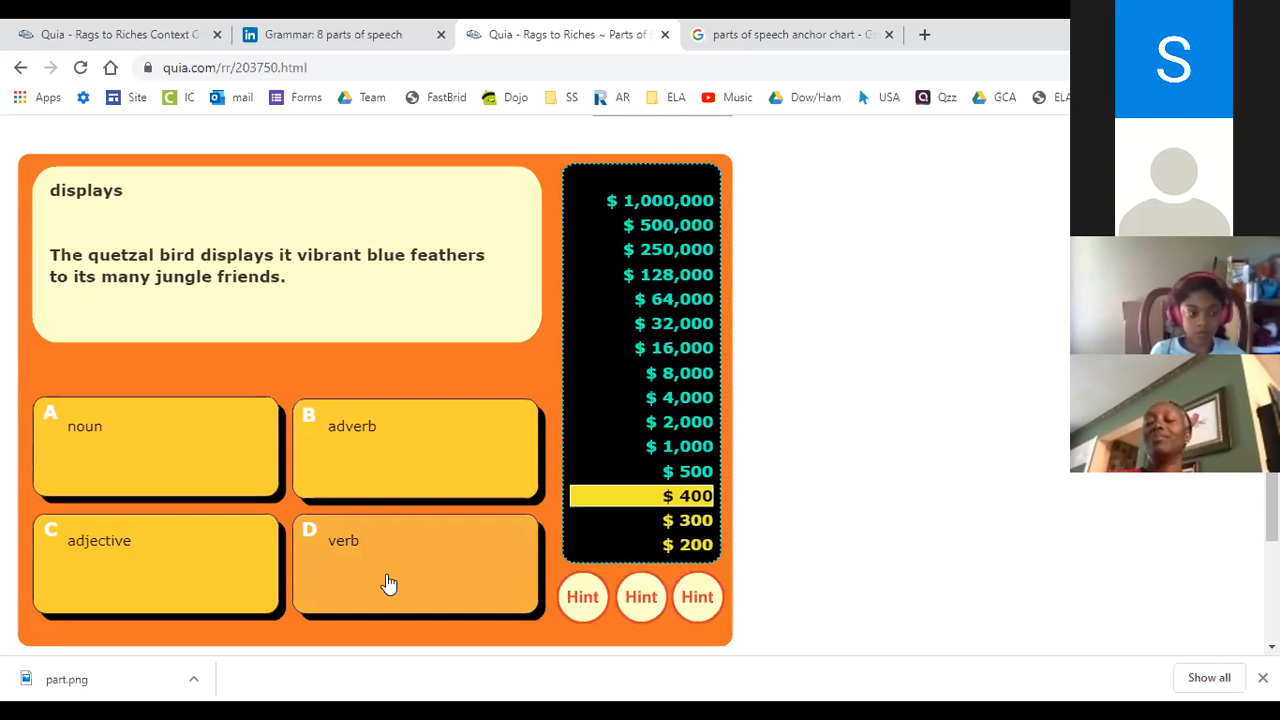 Quia - Rags to Riches Context C
Grammar: 8 parts of speech
Quia - Rags to Riches ~ Parts of
parts of speech anchor chart - G
quia.com/rr/203750.html
Apps
Site
IC
mail
Forms
Team
FastBrid
Dojo
SS
AR
ELA
Music
Dow/Ham
USA
Qzz
GCA
ELA
S
displays
The quetzal bird displays it vibrant blue feathers
to its many jungle friends.
A
noun
B
adverb
C
adjective
D
verb
$ 1,000,000
$ 500,000
$ 250,000
$ 128,000
$ 64,000
$ 32,000
$ 16,000
$ 8,000
$ 4,000
$ 2,000
$ 1,000
$ 500
$ 400
$ 300
$ 200
Hint
Hint
Hint
part.png
Show all